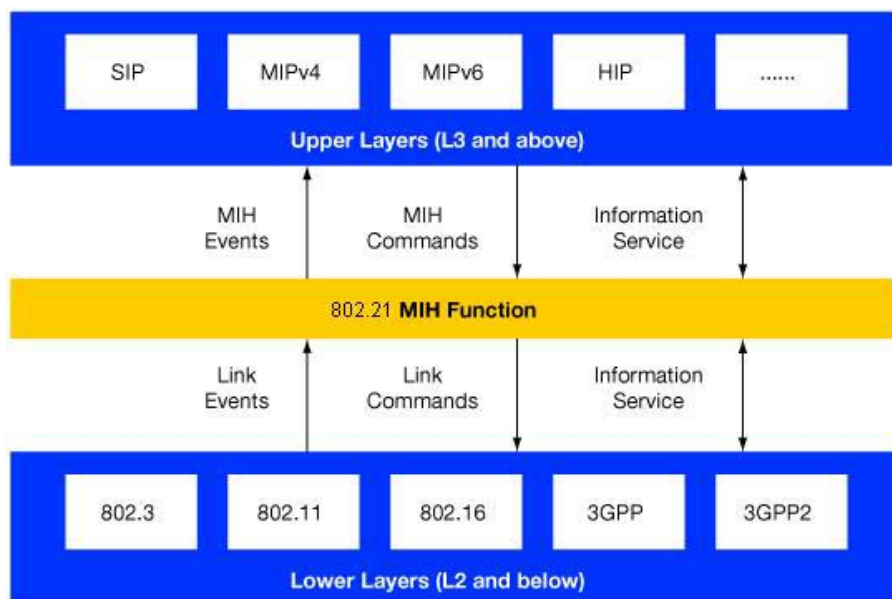 SIP
MIPv4
MIPv6
HIP
......
Upper Layers (L3 and above)
MIH
Events
MIH
Commands
Information
Service
802.21 MIH Function
Link
Events
Link
Commands
Information
Service
802.3
802.11
802.16
3GPP
3GPP2
Lower Layers (L2 and below)